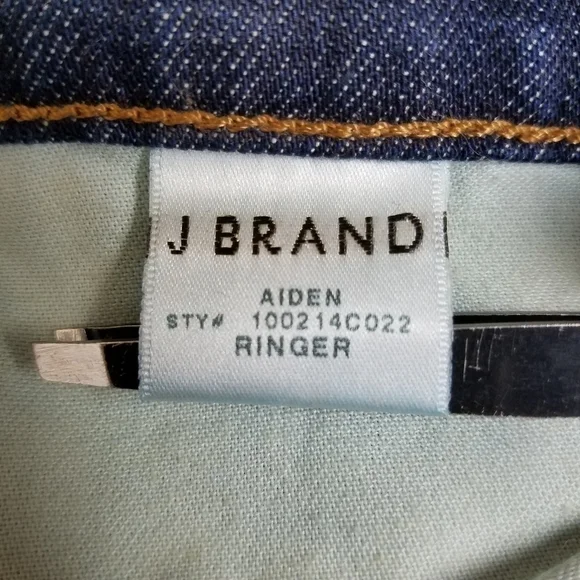 J BRAND
AIDEN
STY# 100214C022
RINGER